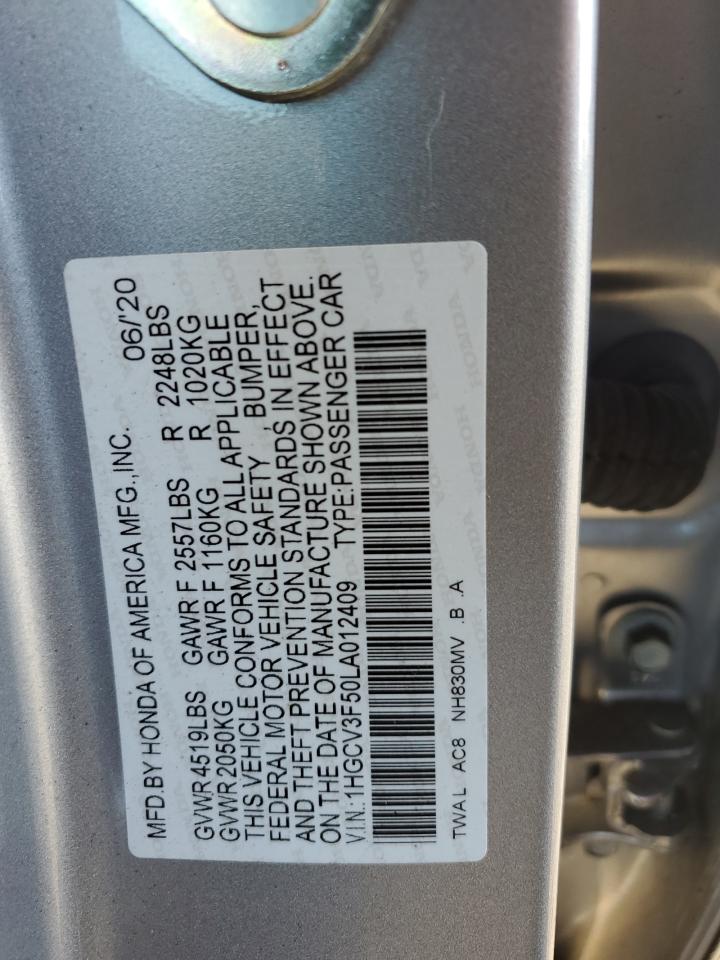 MFD.BY HONDA OF AMERICA MFG.,INC. 06/'20
GVWR 4519LBS GAWR F 2557LBS R 2248LBS
GVWR 2050KG GAWR F 1160KG R 1020KG
THIS VEHICLE CONFORMS TO ALL APPLICABLE
FEDERAL MOTOR VEHICLE SAFETY, BUMPER,
AND THEFT PREVENTION STANDARDS IN EFFECT
ON THE DATE OF MANUFACTURE SHOWN ABOVE.
V.I.N.:1HGCV3F50LA012409 TYPE:PASSENGER CAR
TWAL AC8 NH830MV .B .A